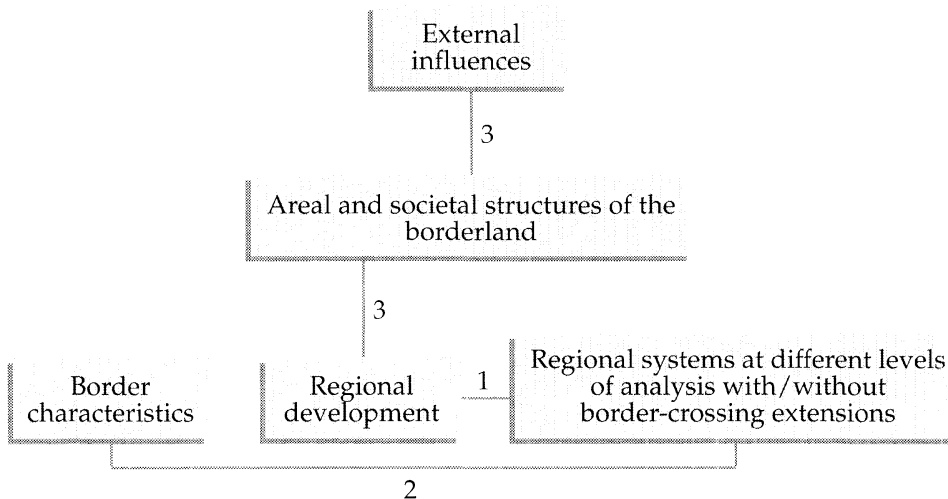 External
influences
3
Areal and societal structures of the
borderland
3
Border
characteristics
Regional
development
1
Regional systems at different levels
of analysis with/without
border-crossing extensions
2